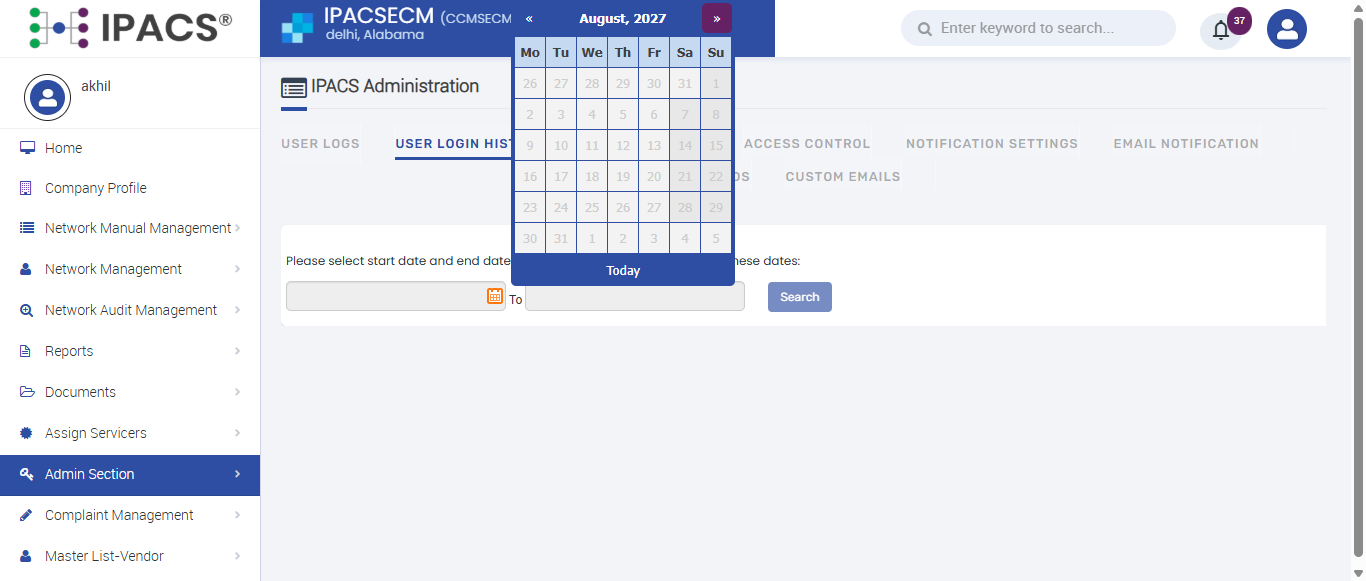 IPACS®
akhil
Home
Company Profile
Network Manual Management
Network Management
Network Audit Management
Reports
Documents
Assign Servicers
Admin Section
Complaint Management
Master List-Vendor
IPACSECM (CCMSECM
delhi, Alabama
Enter keyword to search...
37
IPACS Administration
USER LOGS
USER LOGIN HIST
ACCESS CONTROL
NOTIFICATION SETTINGS
EMAIL NOTIFICATION
DS
CUSTOM EMAILS
« August, 2027 »
Mo Tu We Th Fr Sa Su
26 27 28 29 30 31 1
2 3 4 5 6 7 8
9 10 11 12 13 14 15
16 17 18 19 20 21 22
23 24 25 26 27 28 29
30 31 1 2 3 4 5
Today
Please select start date and end date
hese dates:
To
Search